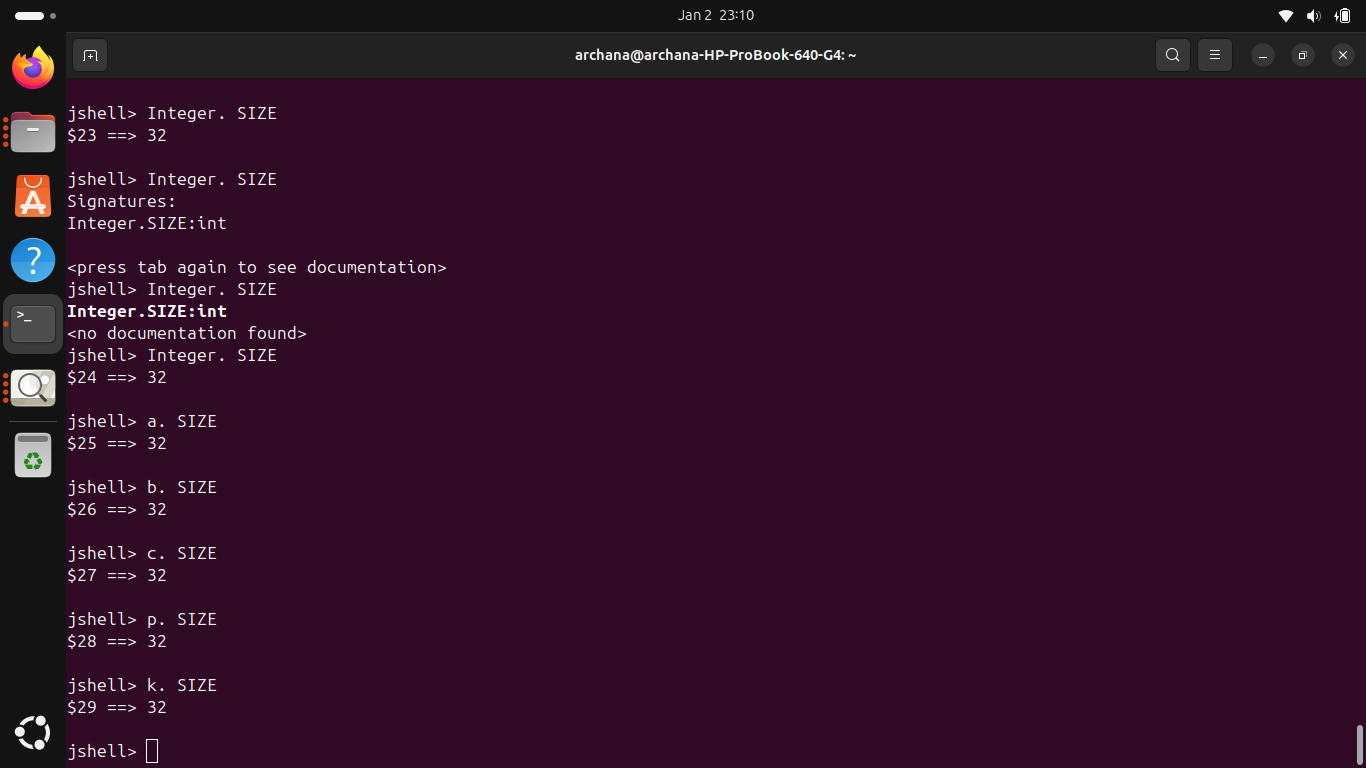 Jan 2 23:10
archana@archana-HP-ProBook-640-G4: ~
jshell> Integer. SIZE
$23 ==> 32
jshell> Integer. SIZE
Signatures:
Integer.SIZE:int
<press tab again to see documentation>
jshell> Integer. SIZE
Integer.SIZE:int
<no documentation found>
jshell> Integer. SIZE
$24 ==> 32
jshell> a. SIZE
$25 ==> 32
jshell> b. SIZE
$26 ==> 32
jshell> c. SIZE
$27 ==> 32
jshell> p. SIZE
$28 ==> 32
jshell> k. SIZE
$29 ==> 32
jshell>